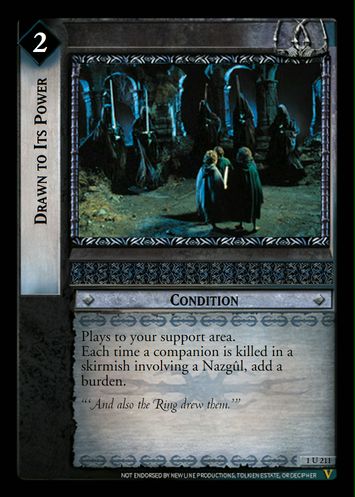 2
DRAWN TO ITS POWER
CONDITION
Plays to your support area.
Each time a companion is killed in a
skirmish involving a Nazgûl, add a
burden.
“‘And also the Ring drew them.’”
1 U 211
NOT ENDORSED BY NEW LINE PRODUCTIONS, TOLKIEN ESTATE, OR DECIPHER
V